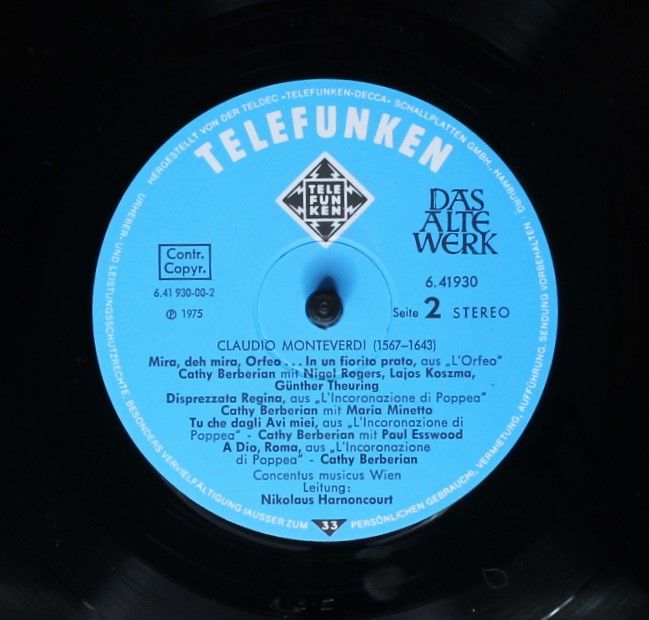 HERGESTELLT VON DER TELDEC »TELEFUNKEN-DECCA« SCHALLPLATTEN GMBH, HAMBURG
TELEFUNKEN
TELE
FUN
KEN
DAS
ALTE
WERK
Contr.
Copyr.
6.41 930-00-2
℗ 1975
6.41930
Seite 2 STEREO
CLAUDIO MONTEVERDI (1567–1643)
Mira, deh mira, Orfeo... In un fiorito prato, aus „L'Orfeo"
Cathy Berberian mit Nigel Rogers, Lajos Koszma,
Günther Theuring
Disprezzata Regina, aus „L'Incoronazione di Poppea"
Cathy Berberian mit Maria Minetto
Tu che dagli Avi miei, aus „L'Incoronazione di
Poppea" - Cathy Berberian mit Paul Esswood
A Dio, Roma, aus „L'Incoronazione
di Poppea" - Cathy Berberian
Concentus musicus Wien
Leitung:
Nikolaus Harnoncourt
33
URHEBER- UND LEISTUNGSSCHUTZRECHTE, BESONDERS VERVIELFÄLTIGUNG (AUSSER ZUM PERSÖNLICHEN GEBRAUCH), VERMIETUNG, AUFFÜHRUNG, SENDUNG VORBEHALTEN